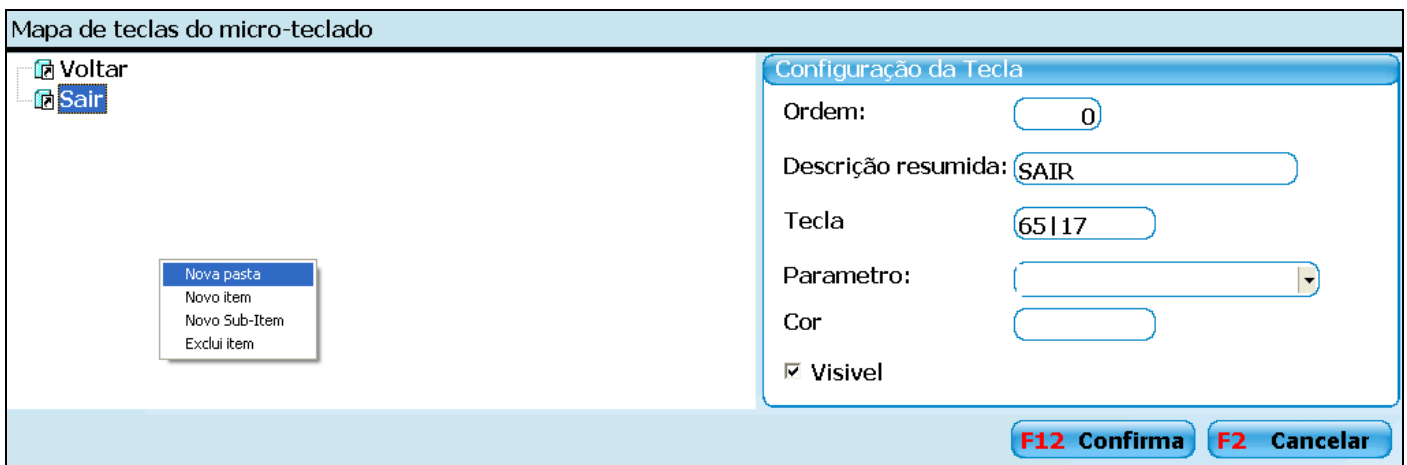 Mapa de teclas do micro-teclado
Voltar
Sair
Nova pasta
Novo item
Novo Sub-Item
Exclui item
Configuração da Tecla
Ordem: 0
Descrição resumida: SAIR
Tecla 65|17
Parametro:
Cor
Visivel
F12 Confirma F2 Cancelar